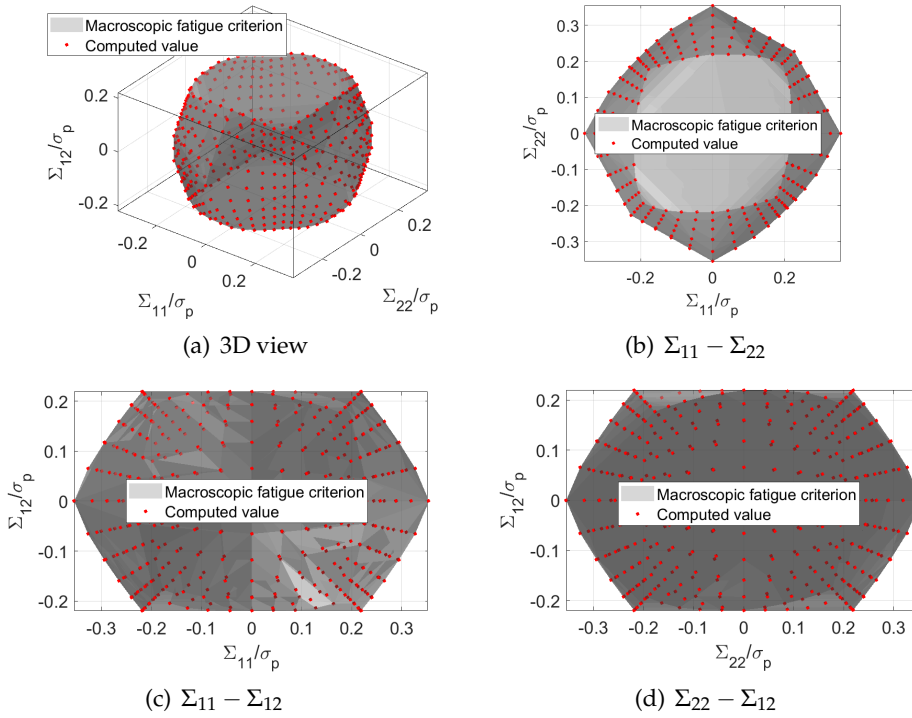 Macroscopic fatigue criterion
Computed value
0.2
0
-0.2
Σ12/σp
-0.2
0
0.2
Σ11/σp
-0.2
0
0.2
Σ22/σp
(a) 3D view
0.3
0.2
0.1
0
-0.1
-0.2
-0.3
Σ22/σp
Macroscopic fatigue criterion
Computed value
-0.2 0 0.2
Σ11/σp
(b) Σ11 − Σ22
0.2
0.1
0
-0.1
-0.2
Σ12/σp
Macroscopic fatigue criterion
Computed value
-0.3 -0.2 -0.1 0 0.1 0.2 0.3
Σ11/σp
(c) Σ11 − Σ12
0.2
0.1
0
-0.1
-0.2
Σ12/σp
Macroscopic fatigue criterion
Computed value
-0.3 -0.2 -0.1 0 0.1 0.2 0.3
Σ22/σp
(d) Σ22 − Σ12